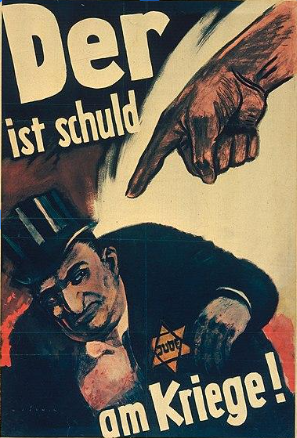 Der
ist schuld
Jude
am Kriege!